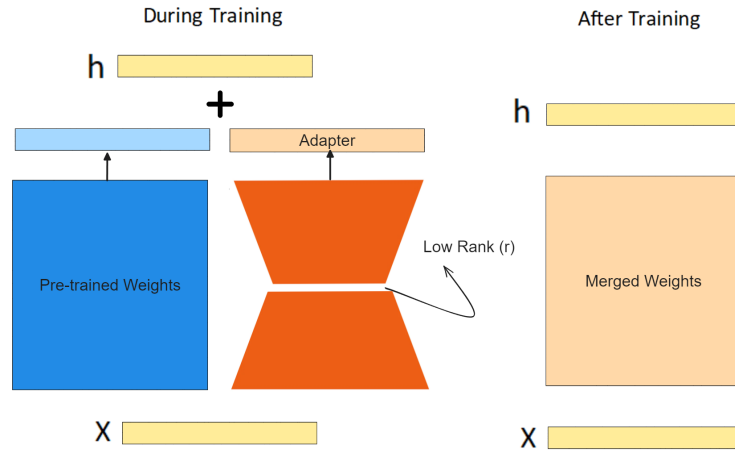 During Training
h
+
Adapter
Pre-trained Weights
Low Rank (r)
X
After Training
h
Merged Weights
X